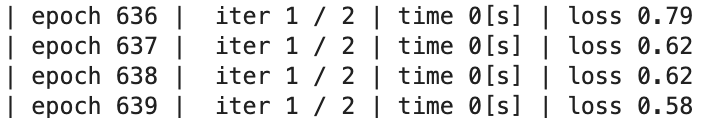 | epoch 636 |  iter 1 / 2 | time 0[s] | loss 0.79
| epoch 637 |  iter 1 / 2 | time 0[s] | loss 0.62
| epoch 638 |  iter 1 / 2 | time 0[s] | loss 0.62
| epoch 639 |  iter 1 / 2 | time 0[s] | loss 0.58